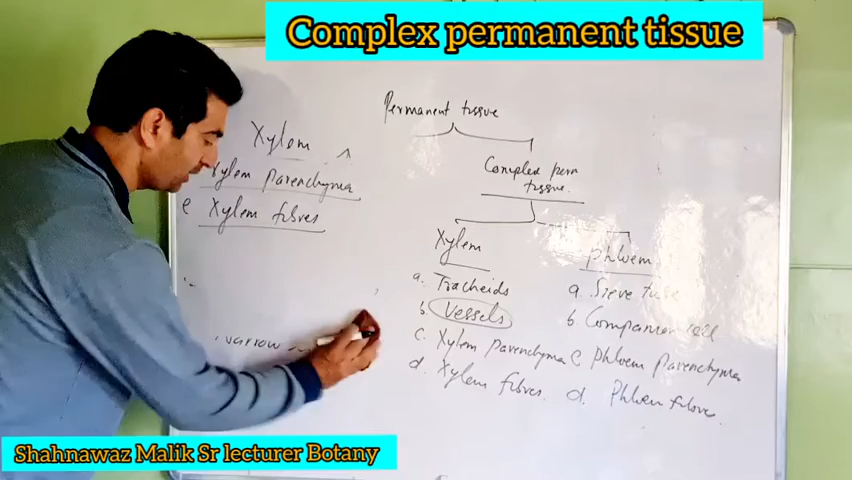 Complex permanent tissue
Permanent tissue
Xylem
Xylem parenchyma
e Xylem fibres
narrow
Complex perm
tissue.
Xylem
a. Tracheids
b. Vessels
c. Xylem parenchyma
d. Xylem fibres.
phloem
a. Sieve tube
b. Companion cell
C Phloem parenchyma
d. Phloem fibres.
Shahnawaz Malik Sr lecturer Botany